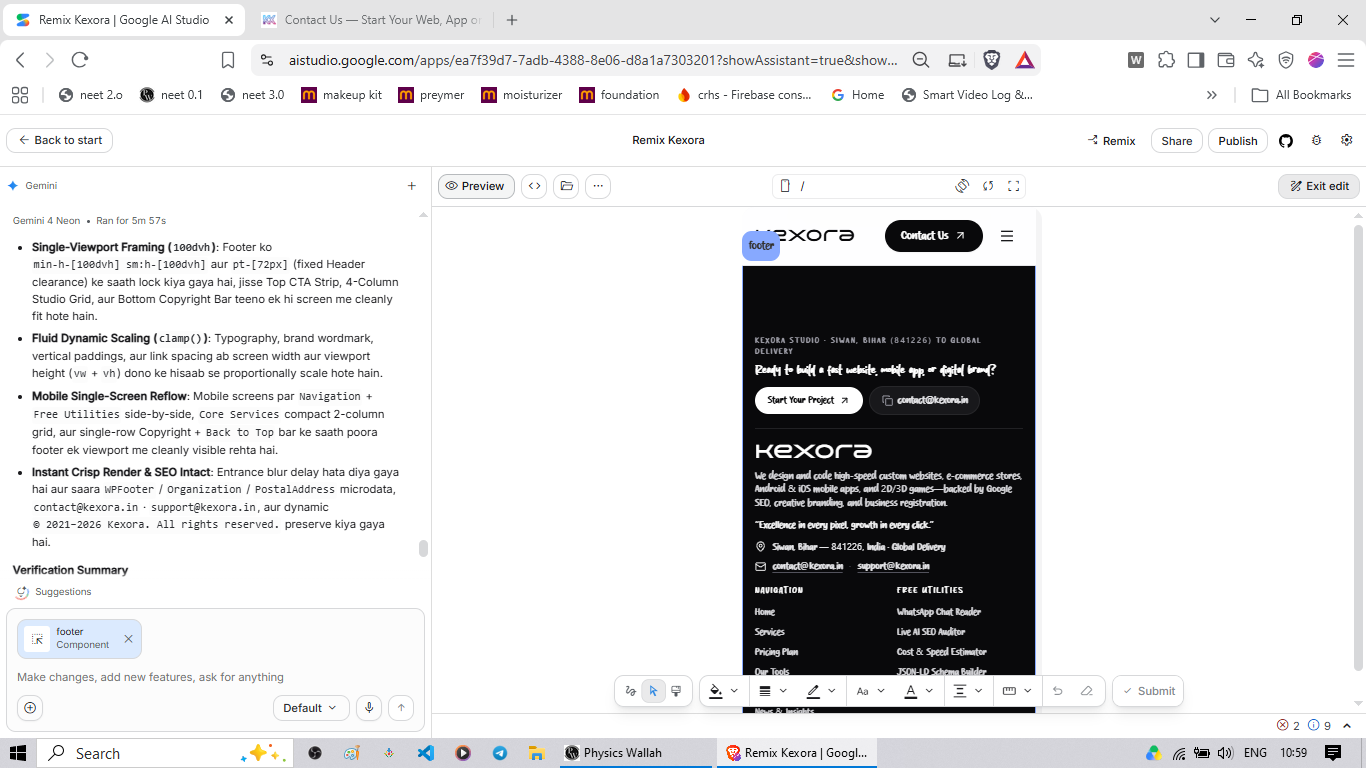 Remix Kexora | Google AI Studio
Contact Us — Start Your Web, App or
aistudio.google.com/apps/ea7f39d7-7adb-4388-8e06-d8a1a7303201?showAssistant=true&show...
W
neet 2.o
neet 0.1
neet 3.0
makeup kit
preymer
moisturizer
foundation
crhs - Firebase cons...
Home
Smart Video Log &...
All Bookmarks
Back to start
Remix Kexora
Remix
Share
Publish
Gemini
Preview
/
Exit edit
Gemini 4 Neon • Ran for 5m 57s
• Single-Viewport Framing (100dvh): Footer ko
min-h-[100dvh] sm:h-[100dvh] aur pt-[72px] (fixed Header
clearance) ke saath lock kiya gaya hai, jisse Top CTA Strip, 4-Column
Studio Grid, aur Bottom Copyright Bar teeno ek hi screen me cleanly
fit hote hain.
• Fluid Dynamic Scaling (clamp()): Typography, brand wordmark,
vertical paddings, aur link spacing ab screen width aur viewport
height (vw + vh) dono ke hisaab se proportionally scale hote hain.
• Mobile Single-Screen Reflow: Mobile screens par Navigation +
Free Utilities side-by-side, Core Services compact 2-column
grid, aur single-row Copyright + Back to Top bar ke saath poora
footer ek viewport me cleanly visible rehta hai.
• Instant Crisp Render & SEO Intact: Entrance blur delay hata diya gaya
hai aur saara WPFooter / Organization / PostalAddress microdata,
contact@kexora.in · support@kexora.in, aur dynamic
© 2021–2026 Kexora. All rights reserved. preserve kiya gaya
hai.
Verification Summary
Suggestions
footer
Component
Make changes, add new features, ask for anything
Default
kexora
Contact Us
footer
KEXORA STUDIO · SIWAN, BIHAR (841226) TO GLOBAL
DELIVERY
Ready to build a fast website, mobile app, or digital brand?
Start Your Project
contact@kexora.in
kexora
We design and code high-speed custom websites, e-commerce stores,
Android & iOS mobile apps, and 2D/3D games—backed by Google
SEO, creative branding, and business registration.
"Excellence in every pixel, growth in every click."
Siwan, Bihar — 841226, India · Global Delivery
contact@kexora.in · support@kexora.in
NAVIGATION
FREE UTILITIES
Home
WhatsApp Chat Reader
Services
Live AI SEO Auditor
Pricing Plan
Cost & Speed Estimator
Our Tools
JSON-LD Schema Builder
News & Insights
Aa
A
Submit
2
9
Search
Physics Wallah
Remix Kexora | Googl...
ENG
10:59